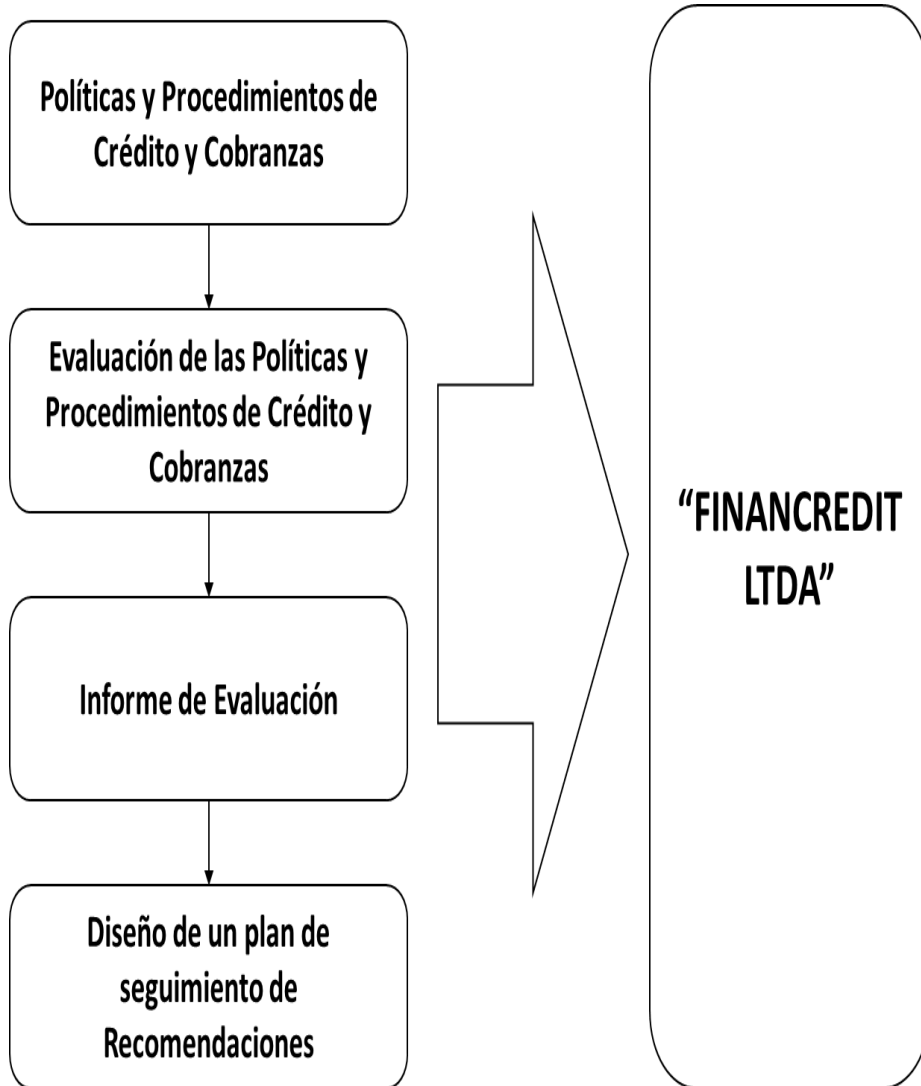 Políticas y Procedimientos de
Crédito y Cobranzas
Evaluación de las Políticas y
Procedimientos de Crédito y
Cobranzas
Informe de Evaluación
Diseño de un plan de
seguimiento de
Recomendaciones
“FINANCREDIT
LTDA”